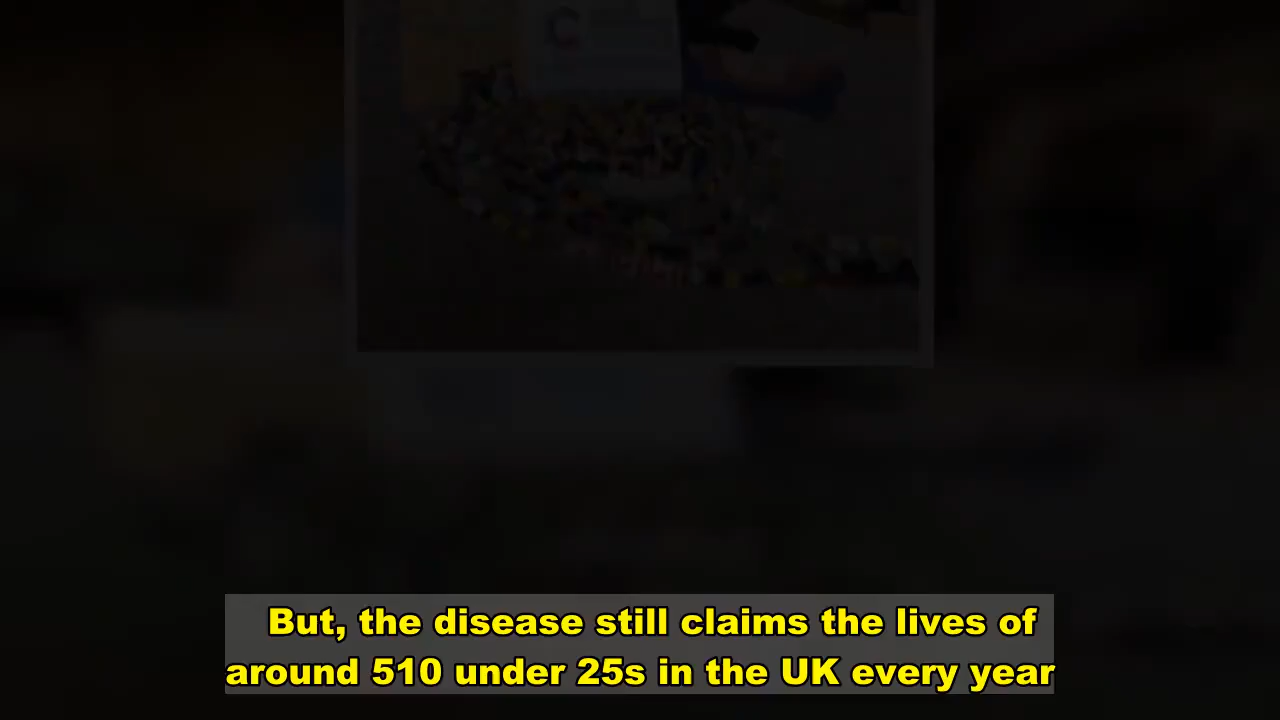 But, the disease still claims the lives of
around 510 under 25s in the UK every year